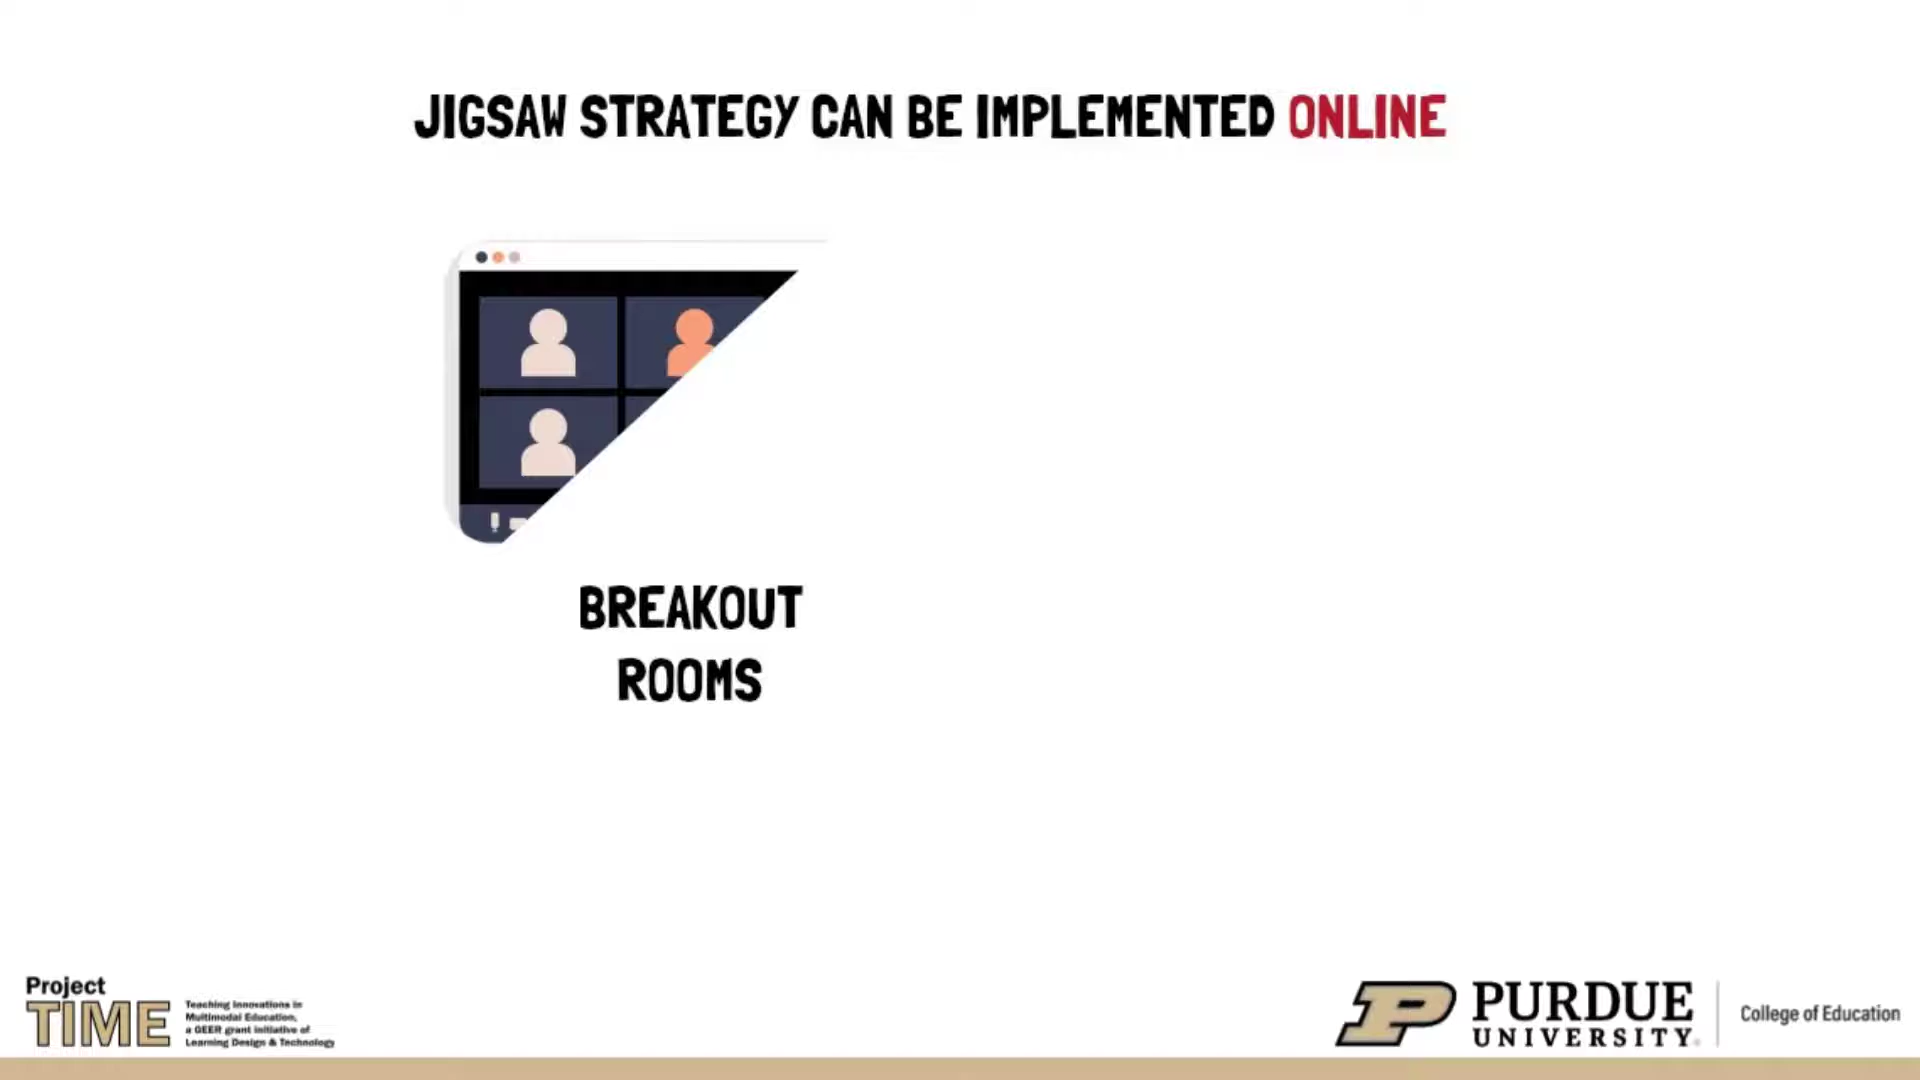 JIGSAW STRATEGY CAN BE IMPLEMENTED ONLINE
BREAKOUT
ROOMS
Project
TIME
Teaching Innovations in
Multimodal Education,
a GEER grant initiative of
Learning Design & Technology
P
PURDUE
UNIVERSITY®
College of Education